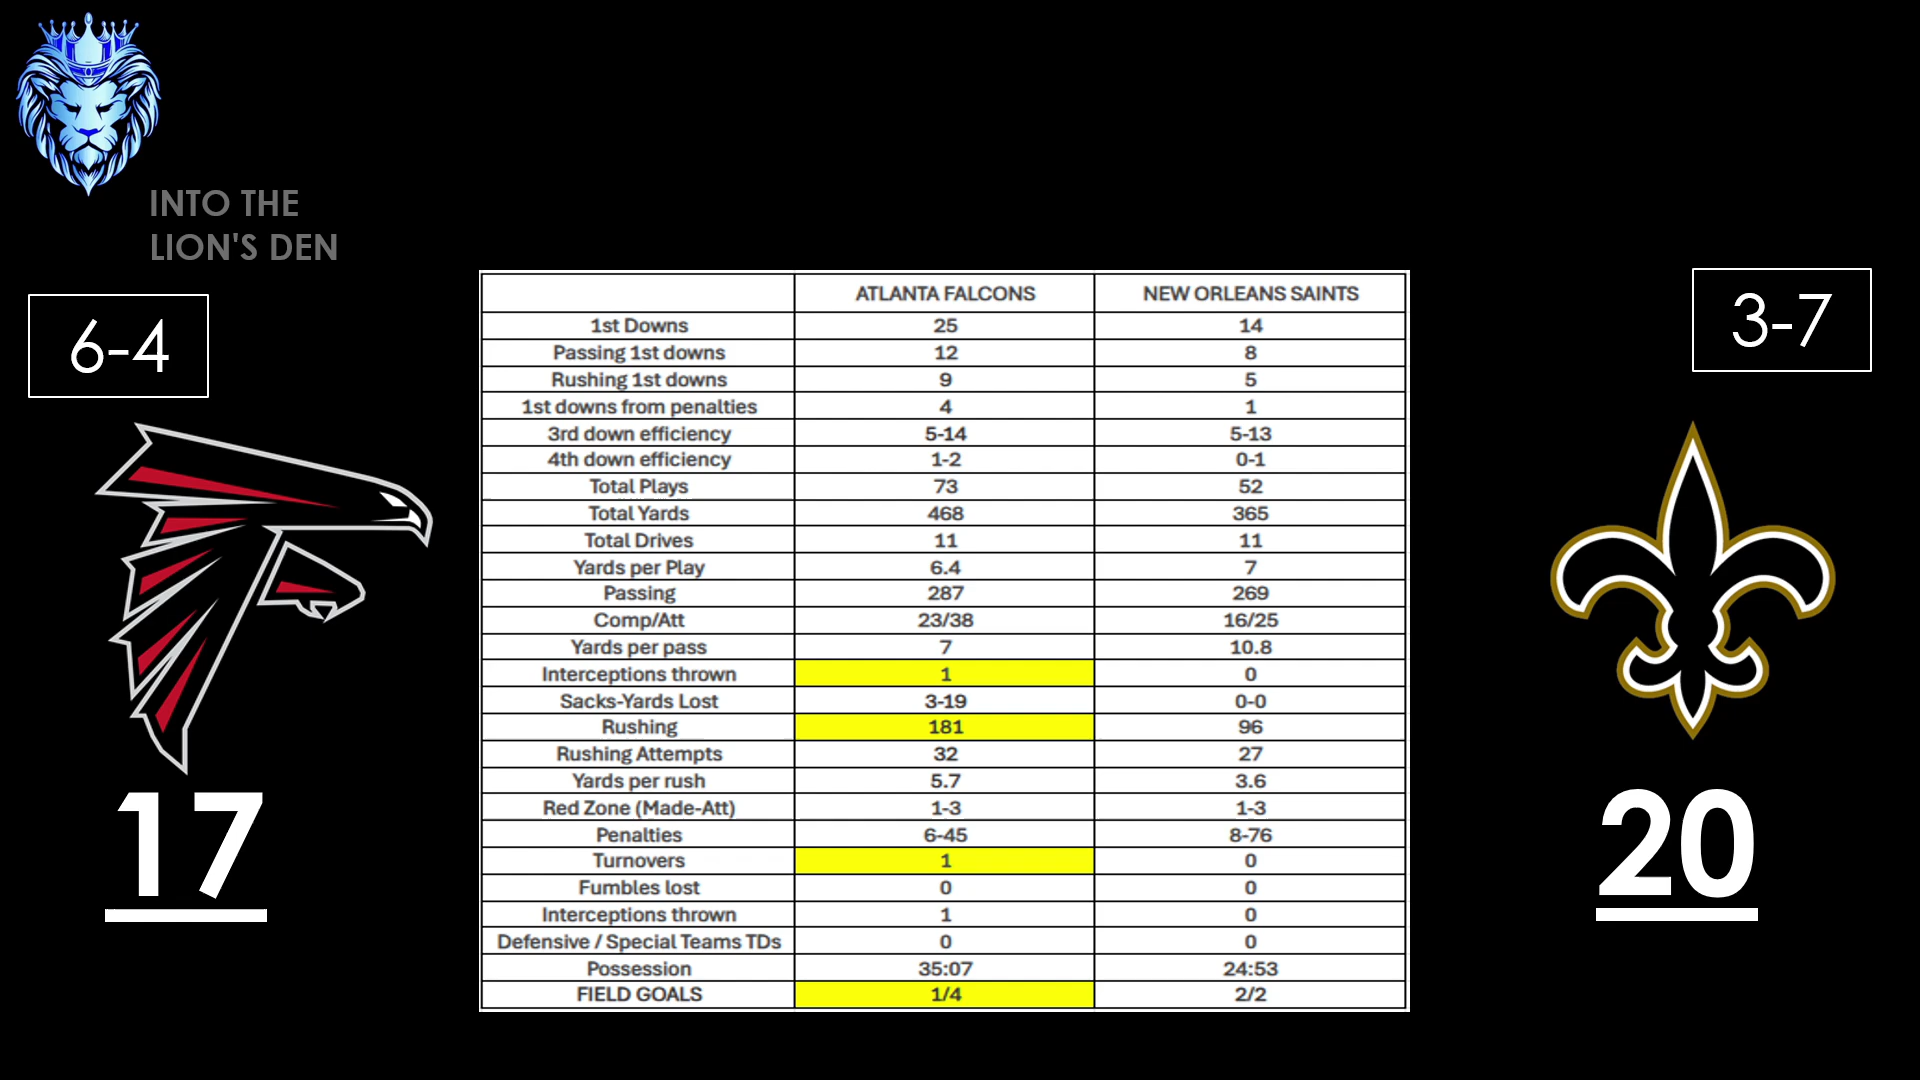 INTO THE
LION'S DEN
6-4
3-7
ATLANTA FALCONS NEW ORLEANS SAINTS
1st Downs 25 14
Passing 1st downs 12 8
Rushing 1st downs 9 5
1st downs from penalties 4 1
3rd down efficiency 5-14 5-13
4th down efficiency 1-2 0-1
Total Plays 73 52
Total Yards 468 365
Total Drives 11 11
Yards per Play 6.4 7
Passing 287 269
Comp/Att 23/38 16/25
Yards per pass 7 10.8
Interceptions thrown 1 0
Sacks-Yards Lost 3-19 0-0
Rushing 181 96
Rushing Attempts 32 27
Yards per rush 5.7 3.6
Red Zone (Made-Att) 1-3 1-3
Penalties 6-45 8-76
Turnovers 1 0
Fumbles lost 0 0
Interceptions thrown 1 0
Defensive / Special Teams TDs 0 0
Possession 35:07 24:53
FIELD GOALS 1/4 2/2
17
20